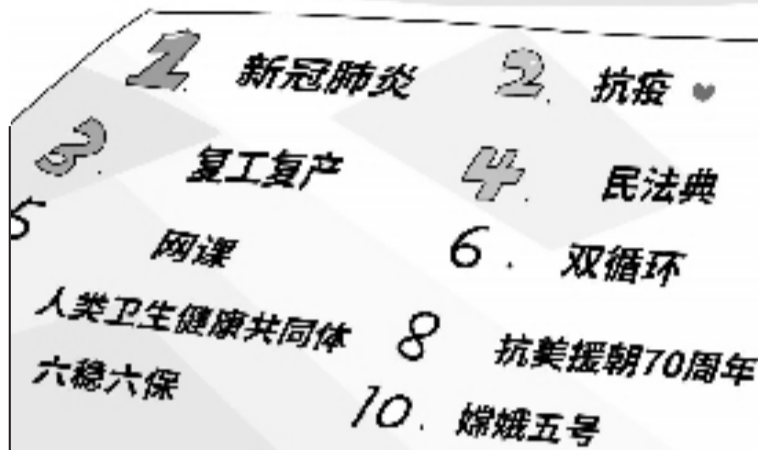 1. 新冠肺炎 2. 抗疫
3. 复工复产 4. 民法典
5 网课 6. 双循环
人类卫生健康共同体 8 抗美援朝70周年
六稳六保 10. 嫦娥五号